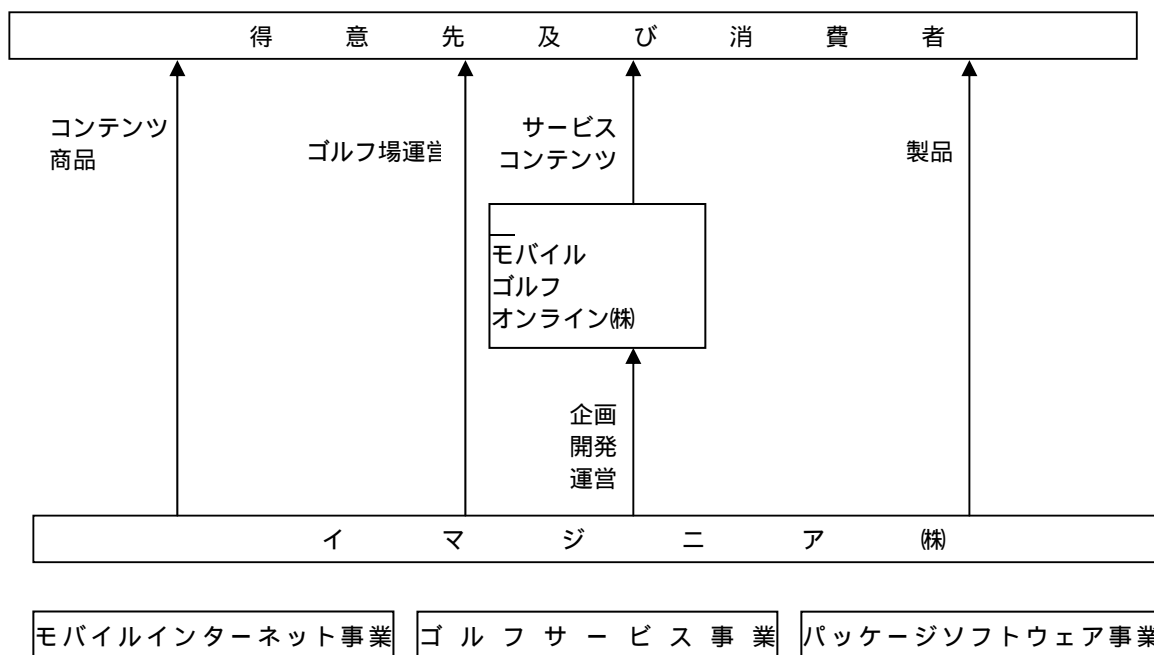 得意先及び消費者
コンテンツ
商品
ゴルフ場運営
サービス
コンテンツ
製品
モバイル
ゴルフ
オンライン㈱
企画
開発
運営
イマジニア㈱
モバイルインターネット事業
ゴルフサービス事業
パッケージソフトウェア事業